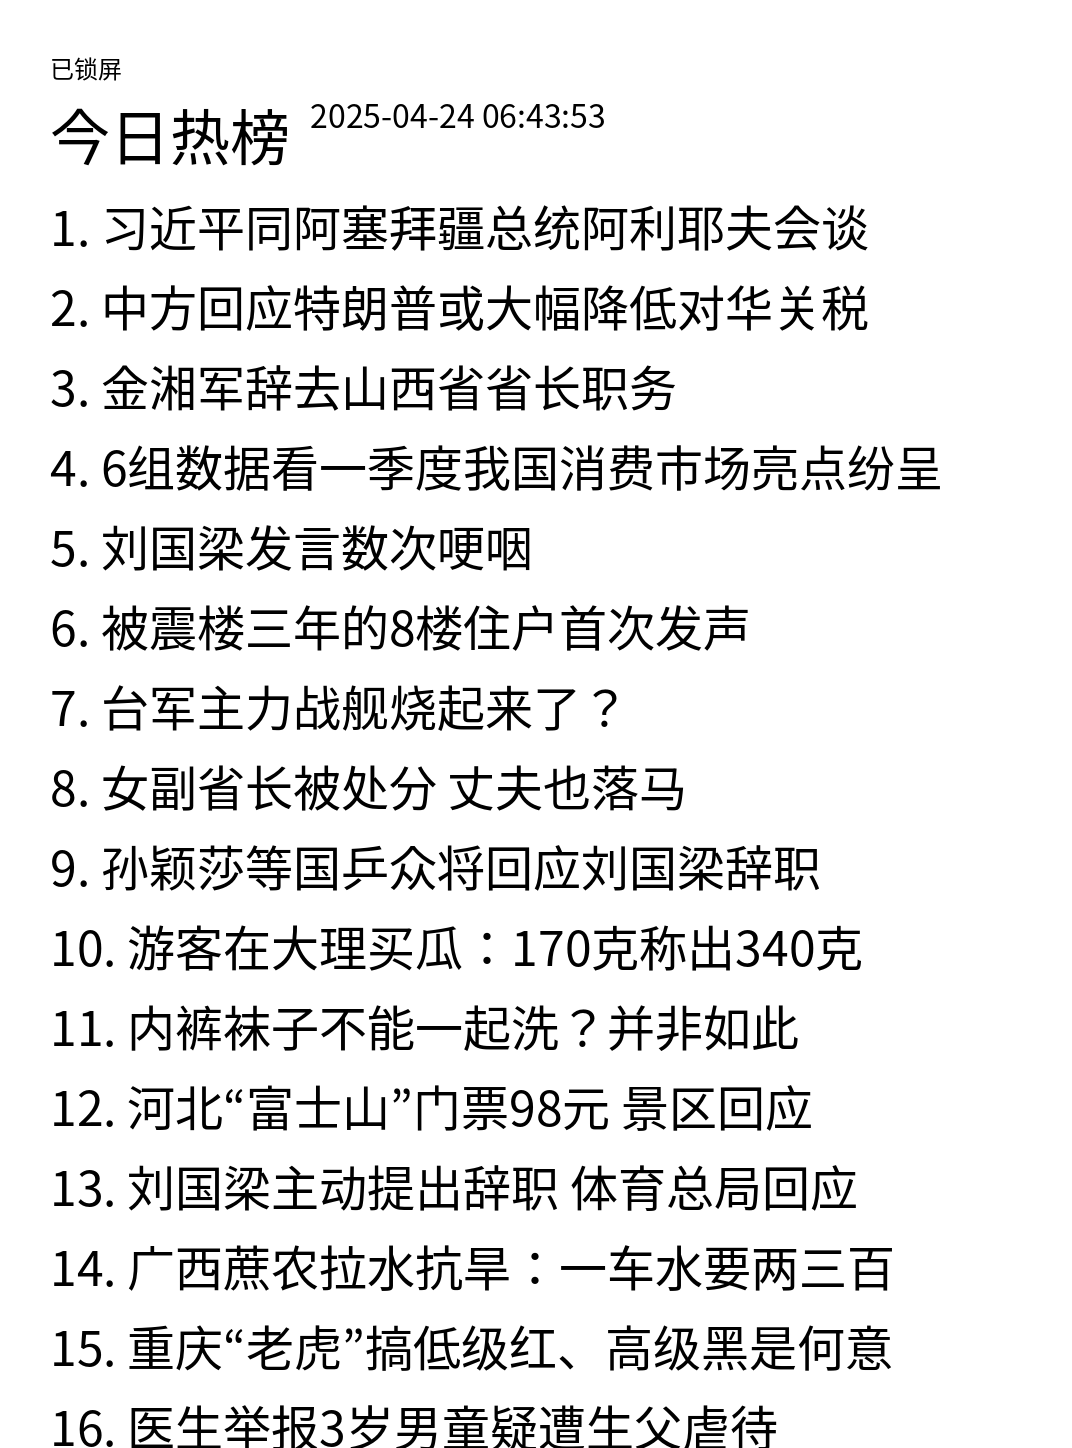 已锁屏
今日热榜 2025-04-24 06:43:53
1. 习近平同阿塞拜疆总统阿利耶夫会谈
2. 中方回应特朗普或大幅降低对华关税
3. 金湘军辞去山西省省长职务
4. 6组数据看一季度我国消费市场亮点纷呈
5. 刘国梁发言数次哽咽
6. 被震楼三年的8楼住户首次发声
7. 台军主力战舰烧起来了？
8. 女副省长被处分 丈夫也落马
9. 孙颖莎等国乒众将回应刘国梁辞职
10. 游客在大理买瓜：170克称出340克
11. 内裤袜子不能一起洗？并非如此
12. 河北“富士山”门票98元 景区回应
13. 刘国梁主动提出辞职 体育总局回应
14. 广西蔗农拉水抗旱：一车水要两三百
15. 重庆“老虎”搞低级红、高级黑是何意
16. 医生举报3岁男童疑遭生父虐待